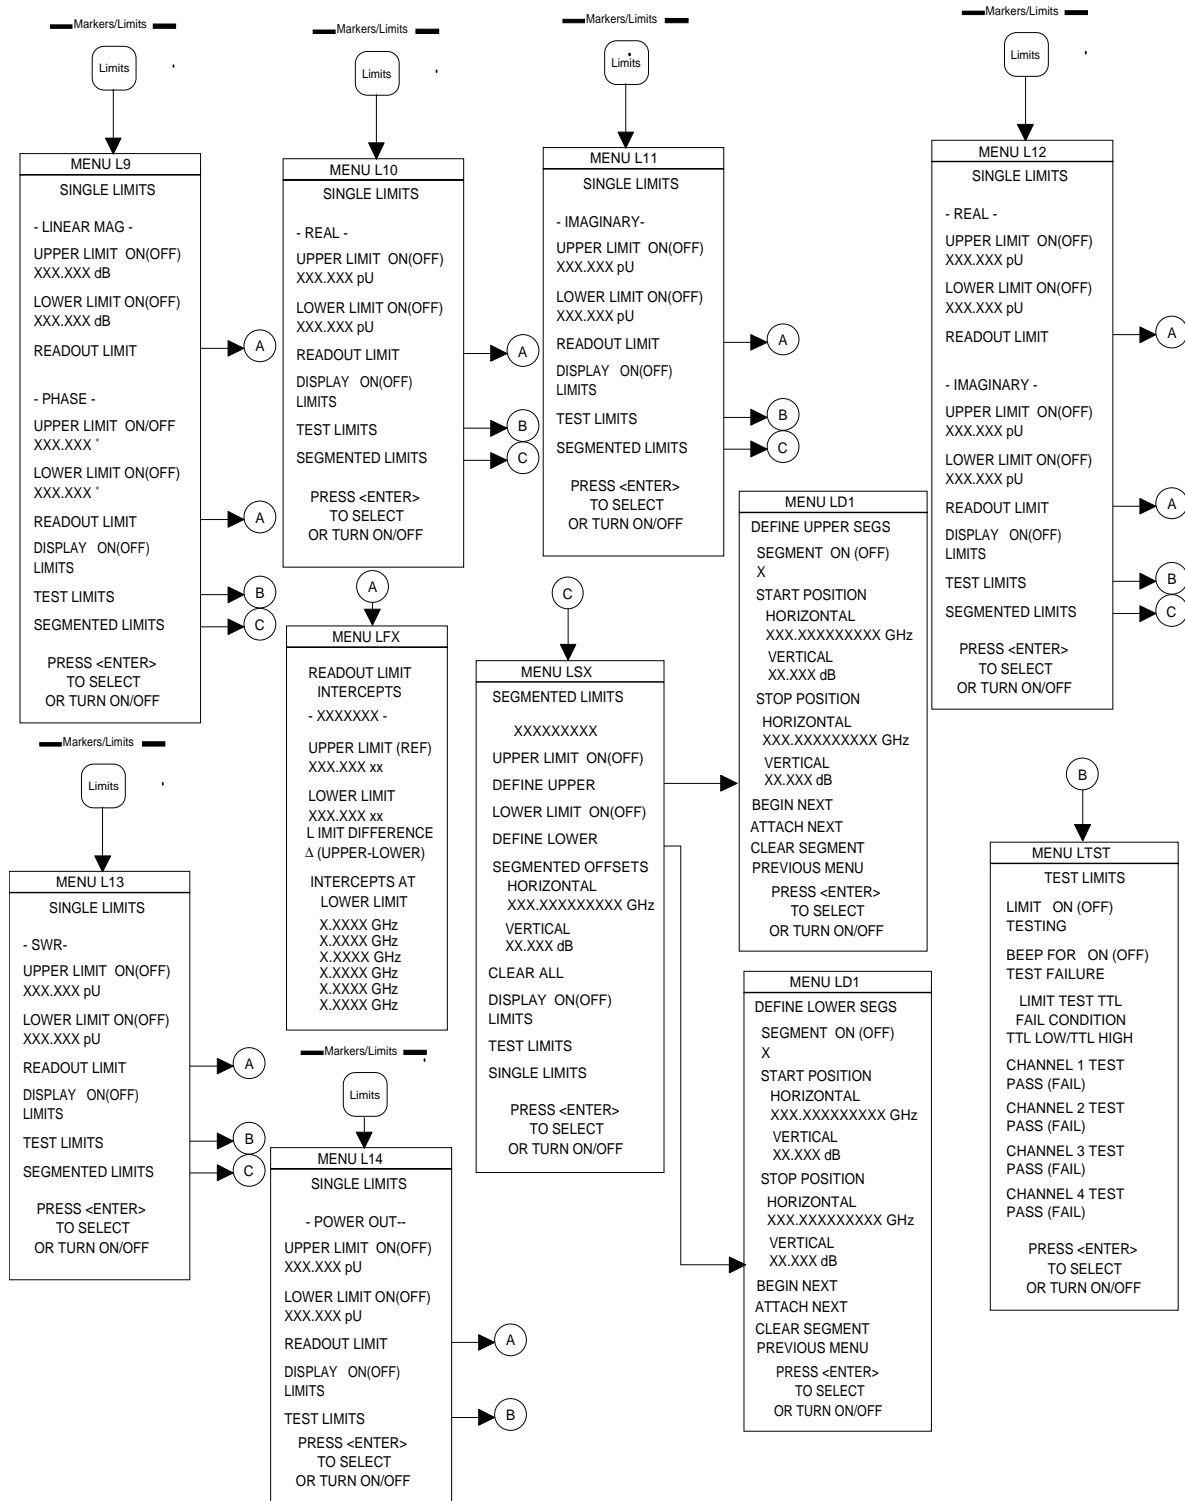 Markers/Limits
Limits
MENU L9
SINGLE LIMITS
- LINEAR MAG -
UPPER LIMIT ON(OFF)
XXX.XXX dB
LOWER LIMIT ON(OFF)
XXX.XXX dB
READOUT LIMIT
A
- PHASE -
UPPER LIMIT ON/OFF
XXX.XXX °
LOWER LIMIT ON(OFF)
XXX.XXX °
READOUT LIMIT
A
DISPLAY ON(OFF)
LIMITS
TEST LIMITS
B
SEGMENTED LIMITS
C
PRESS <ENTER>
TO SELECT
OR TURN ON/OFF
Markers/Limits
Limits
MENU L10
SINGLE LIMITS
- REAL -
UPPER LIMIT ON(OFF)
XXX.XXX pU
LOWER LIMIT ON(OFF)
XXX.XXX pU
READOUT LIMIT
A
DISPLAY ON(OFF)
LIMITS
TEST LIMITS
B
SEGMENTED LIMITS
C
PRESS <ENTER>
TO SELECT
OR TURN ON/OFF
Markers/Limits
Limits
MENU L11
SINGLE LIMITS
- IMAGINARY-
UPPER LIMIT ON(OFF)
XXX.XXX pU
LOWER LIMIT ON(OFF)
XXX.XXX pU
READOUT LIMIT
A
DISPLAY ON(OFF)
LIMITS
TEST LIMITS
B
SEGMENTED LIMITS
C
PRESS <ENTER>
TO SELECT
OR TURN ON/OFF
Markers/Limits
Limits
MENU L12
SINGLE LIMITS
- REAL -
UPPER LIMIT ON(OFF)
XXX.XXX pU
LOWER LIMIT ON(OFF)
XXX.XXX pU
READOUT LIMIT
A
- IMAGINARY -
UPPER LIMIT ON(OFF)
XXX.XXX pU
LOWER LIMIT ON(OFF)
XXX.XXX pU
READOUT LIMIT
A
DISPLAY ON(OFF)
LIMITS
TEST LIMITS
B
SEGMENTED LIMITS
C
PRESS <ENTER>
TO SELECT
OR TURN ON/OFF
A
MENU LFX
READOUT LIMIT
INTERCEPTS
- XXXXXXX -
UPPER LIMIT (REF)
XXX.XXX xx
LOWER LIMIT
XXX.XXX xx
L IMIT DIFFERENCE
Δ (UPPER-LOWER)
INTERCEPTS AT
LOWER LIMIT
X.XXXX GHz
X.XXXX GHz
X.XXXX GHz
X.XXXX GHz
X.XXXX GHz
X.XXXX GHz
C
MENU LSX
SEGMENTED LIMITS
XXXXXXXXX
UPPER LIMIT ON(OFF)
DEFINE UPPER
LOWER LIMIT ON(OFF)
DEFINE LOWER
SEGMENTED OFFSETS
HORIZONTAL
XXX.XXXXXXXXX GHz
VERTICAL
XX.XXX dB
CLEAR ALL
DISPLAY ON(OFF)
LIMITS
TEST LIMITS
SINGLE LIMITS
PRESS <ENTER>
TO SELECT
OR TURN ON/OFF
MENU LD1
DEFINE UPPER SEGS
SEGMENT ON (OFF)
X
START POSITION
HORIZONTAL
XXX.XXXXXXXXX GHz
VERTICAL
XX.XXX dB
STOP POSITION
HORIZONTAL
XXX.XXXXXXXXX GHz
VERTICAL
XX.XXX dB
BEGIN NEXT
ATTACH NEXT
CLEAR SEGMENT
PREVIOUS MENU
PRESS <ENTER>
TO SELECT
OR TURN ON/OFF
MENU LD1
DEFINE LOWER SEGS
SEGMENT ON (OFF)
X
START POSITION
HORIZONTAL
XXX.XXXXXXXXX GHz
VERTICAL
XX.XXX dB
STOP POSITION
HORIZONTAL
XXX.XXXXXXXXX GHz
VERTICAL
XX.XXX dB
BEGIN NEXT
ATTACH NEXT
CLEAR SEGMENT
PREVIOUS MENU
PRESS <ENTER>
TO SELECT
OR TURN ON/OFF
B
MENU LTST
TEST LIMITS
LIMIT ON (OFF)
TESTING
BEEP FOR ON (OFF)
TEST FAILURE
LIMIT TEST TTL
FAIL CONDITION
TTL LOW/TTL HIGH
CHANNEL 1 TEST
PASS (FAIL)
CHANNEL 2 TEST
PASS (FAIL)
CHANNEL 3 TEST
PASS (FAIL)
CHANNEL 4 TEST
PASS (FAIL)
PRESS <ENTER>
TO SELECT
OR TURN ON/OFF
Markers/Limits
Limits
MENU L13
SINGLE LIMITS
- SWR-
UPPER LIMIT ON(OFF)
XXX.XXX pU
LOWER LIMIT ON(OFF)
XXX.XXX pU
READOUT LIMIT
A
DISPLAY ON(OFF)
LIMITS
TEST LIMITS
B
SEGMENTED LIMITS
C
PRESS <ENTER>
TO SELECT
OR TURN ON/OFF
Markers/Limits
Limits
MENU L14
SINGLE LIMITS
- POWER OUT--
UPPER LIMIT ON(OFF)
XXX.XXX pU
LOWER LIMIT ON(OFF)
XXX.XXX pU
READOUT LIMIT
A
DISPLAY ON(OFF)
LIMITS
TEST LIMITS
B
PRESS <ENTER>
TO SELECT
OR TURN ON/OFF